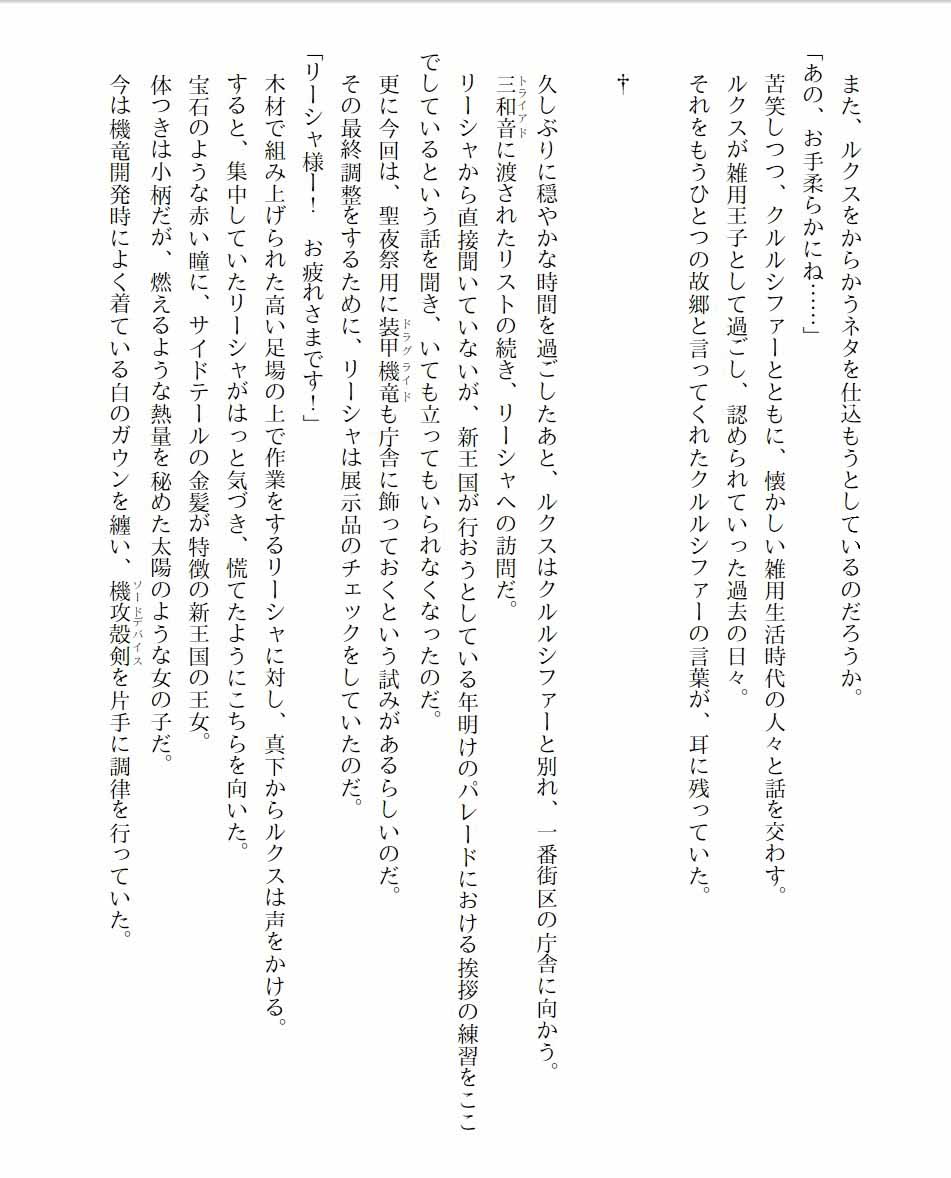 また、ルクスをからかうネタを仕込もうとしているのだろうか。
「あの、お手柔らかにね……」
苦笑しつつ、クルルシファーとともに、懐かしい雑用生活時代の人々と話を交わす。
ルクスが雑用王子として過ごし、認められていった過去の日々。
それをもうひとつの故郷と言ってくれたクルルシファーの言葉が、耳に残っていた。
†
久しぶりに穏やかな時間を過ごしたあと、ルクスはクルルシファーと別れ、一番街区の庁舎に向かう。
トライアド
三和音に渡されたリストの続き、リーシャへの訪問だ。
リーシャから直接聞いていないが、新王国が行おうとしている年明けのパレードにおける挨拶の練習をここ
でしているという話を聞き、いても立ってもいられなくなったのだ。
ドラグライド
更に今回は、聖夜祭用に装甲機竜も庁舎に飾っておくという試みがあるらしいのだ。
その最終調整をするために、リーシャは展示品のチェックをしていたのだ。
「リーシャ様ー！　お疲れさまです！」
木材で組み上げられた高い足場の上で作業をするリーシャに対し、真下からルクスは声をかける。
すると、集中していたリーシャがはっと気づき、慌てたようにこちらを向いた。
宝石のような赤い瞳に、サイドテールの金髪が特徴の新王国の王女。
体つきは小柄だが、燃えるような熱量を秘めた太陽のような女の子だ。
ソードデバイス
今は機竜開発時によく着ている白のガウンを纏い、機攻殻剣を片手に調律を行っていた。